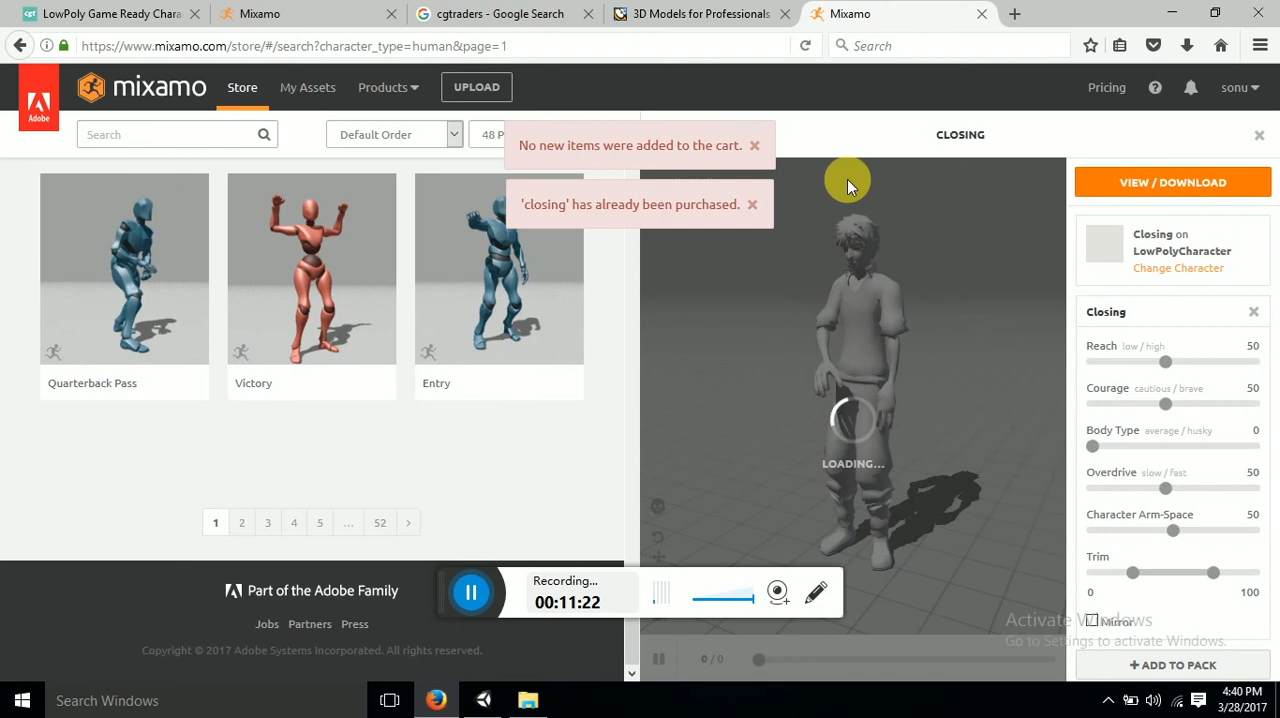 LowPoly Game Ready Chara
Mixamo
cgtraders - Google Search
3D Models for Professionals
Mixamo
https://www.mixamo.com/store/#/search?character_type=human&page=1
Search
Adobe
mixamo
Store
My Assets
Products
UPLOAD
Pricing
sonu
Search
Default Order
48 P
CLOSING
No new items were added to the cart.
'closing' has already been purchased.
VIEW / DOWNLOAD
Closing on
LowPolyCharacter
Change Character
Quarterback Pass
Victory
Entry
LOADING...
Closing
Reach low / high 50
Courage cautious / brave 50
Body Type average / husky 0
Overdrive slow / fast 50
Character Arm-Space 50
Trim
0 100
Mirror
ADD TO PACK
1 2 3 4 5 ... 52 >
Part of the Adobe Family
Jobs Partners Press
Copyright © 2017 Adobe Systems Incorporated. All rights reserved.
Recording...
00:11:22
0 / 0
Activate Windows
Go to Settings to activate Windows.
Search Windows
4:40 PM
3/28/2017